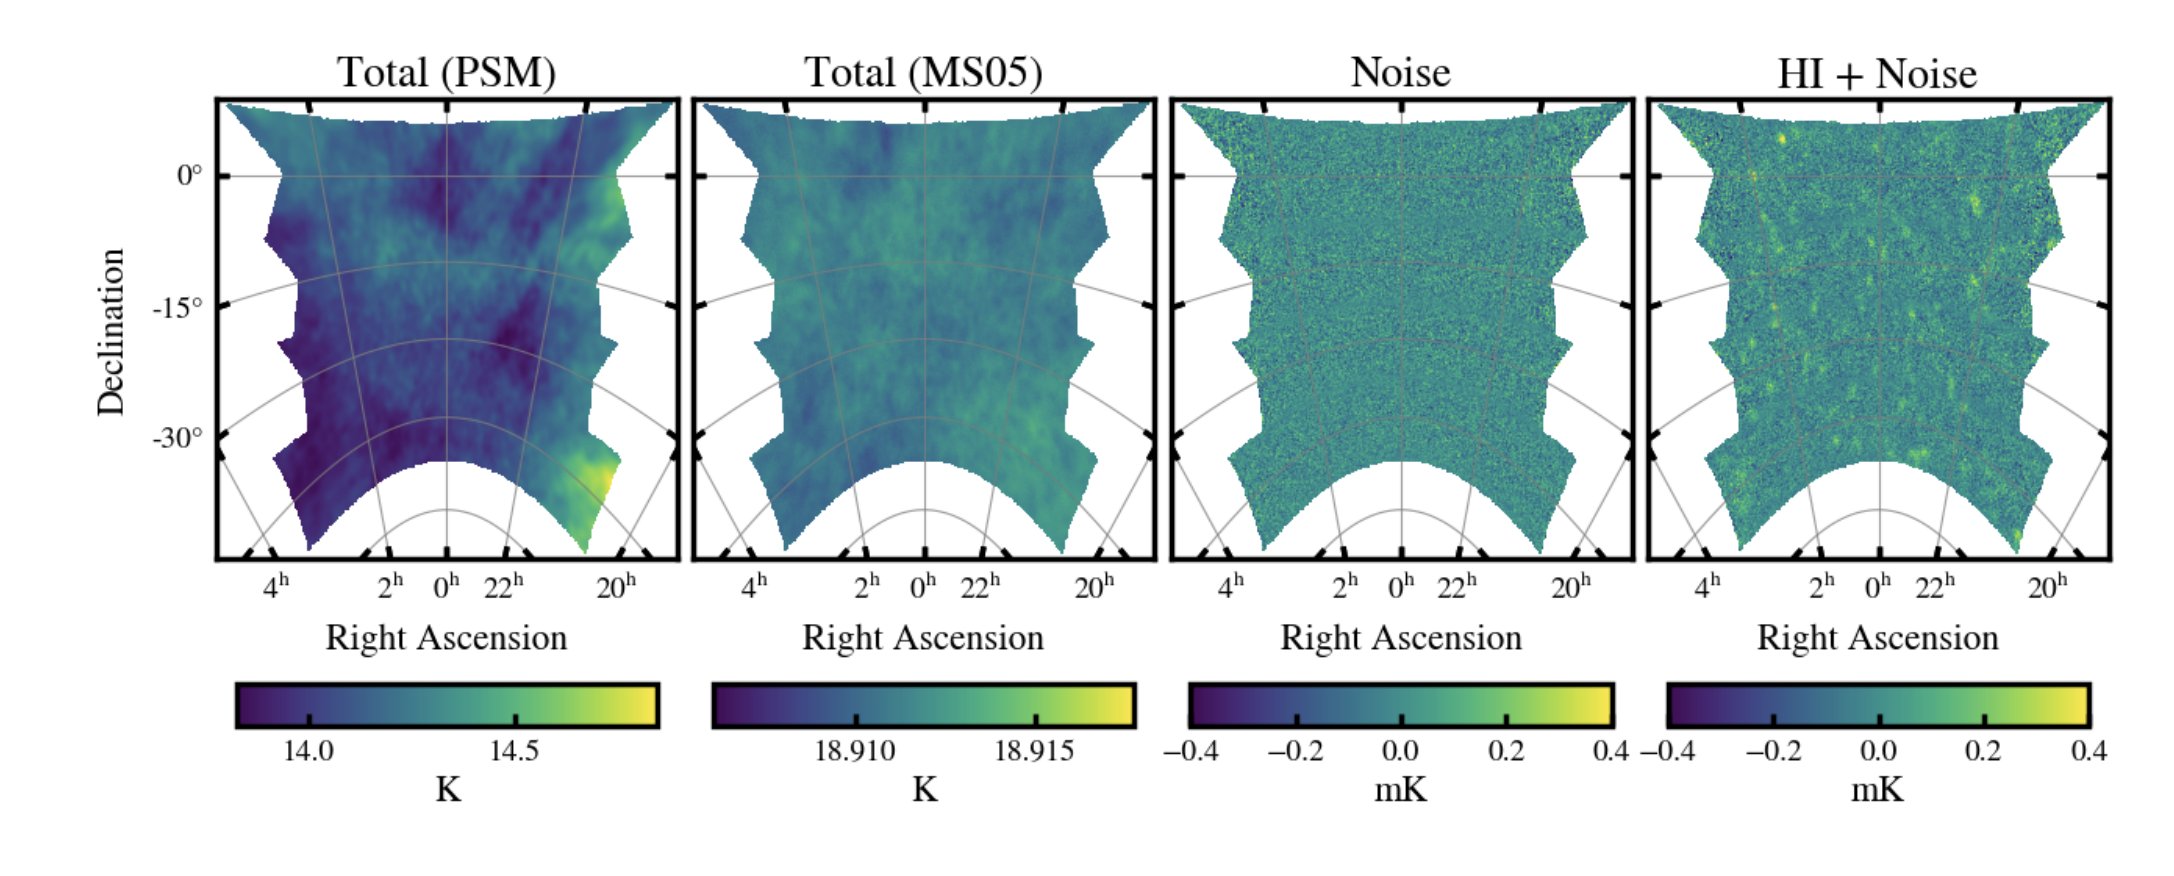 Total (PSM) Total (MS05) Noise HI + Noise
Declination
0°
-15°
-30°
4ʰ 2ʰ 0ʰ 22ʰ 20ʰ 4ʰ 2ʰ 0ʰ 22ʰ 20ʰ 4ʰ 2ʰ 0ʰ 22ʰ 20ʰ 4ʰ 2ʰ 0ʰ 22ʰ 20ʰ
Right Ascension Right Ascension Right Ascension Right Ascension
14.0 14.5 18.910 18.915 −0.4 −0.2 0.0 0.2 0.4 −0.4 −0.2 0.0 0.2 0.4
K K mK mK